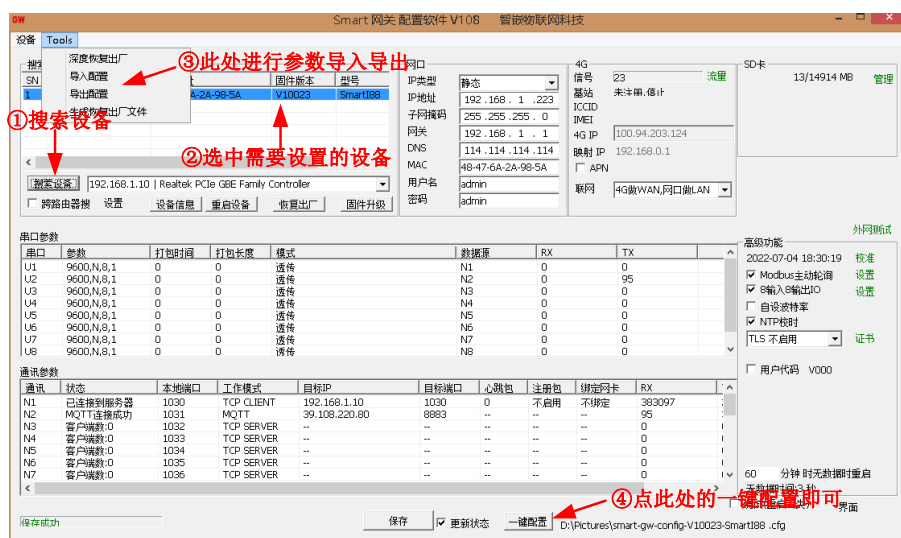 GW Smart 网关 配置软件 V108 智嵌物联网科技
设备 Tools
深度恢复出厂
导入配置
导出配置
生成恢复出厂文件
③此处进行参数导入导出
SN 固件版本 型号
1 A-2A-98-5A V10023 SmartI88
①搜索设备
②选中需要设置的设备
搜索设备 192.168.1.10 | Realtek PCIe GBE Family Controller
跨路由器搜 设置 设备信息 重启设备 恢复出厂 固件升级
网口
IP类型 静态
IP地址 192 .168 . 1 .223
子网掩码 255 .255 .255 . 0
网关 192 .168 . 1 . 1
DNS 114 .114 .114 .114
MAC 48-47-6A-2A-98-5A
用户名 admin
密码 admin
4G
信号 23 流量
基站 未注册,信止
ICCID
IMEI
4G IP 100.94.203.124
映射 IP 192.168.0.1
APN
联网 4G做WAN,网口做LAN
SD卡
13/14914 MB 管理
外网测试
串口参数
串口 参数 打包时间 打包长度 模式 数据源 RX TX
U1 9600,N,8,1 0 0 透传 N1 0 0
U2 9600,N,8,1 0 0 透传 N2 0 95
U3 9600,N,8,1 0 0 透传 N3 0 0
U4 9600,N,8,1 0 0 透传 N4 0 0
U5 9600,N,8,1 0 0 透传 N5 0 0
U6 9600,N,8,1 0 0 透传 N6 0 0
U7 9600,N,8,1 0 0 透传 N7 0 0
U8 9600,N,8,1 0 0 透传 N8 0 0
通讯参数
通讯 状态 本地端口 工作模式 目标IP 目标端口 心跳包 注册包 绑定网卡 RX
N1 已连接到服务器 1030 TCP CLIENT 192.168.1.10 1030 0 不启用 不绑定 383097
N2 MQTT连接成功 1031 MQTT 39.108.220.80 8883 -- -- -- 95
N3 客户端数:0 1032 TCP SERVER -- -- -- -- -- 0
N4 客户端数:0 1033 TCP SERVER -- -- -- -- -- 0
N5 客户端数:0 1034 TCP SERVER -- -- -- -- -- 0
N6 客户端数:0 1035 TCP SERVER -- -- -- -- -- 0
N7 客户端数:0 1036 TCP SERVER -- -- -- -- -- 0
高级功能
2022-07-04 18:30:19 校准
Modbus主动轮询 设置
8输入8输出IO 设置
自设波特率
NTP校时
TLS 不启用 证书
用户代码 V000
60 分钟 时无数据时重启
无数据时间:3 秒
界面
④点此处的一键配置即可
保存成功 保存 更新状态 一键配置 D:\Pictures\smart-gw-config-V10023-SmartI88 .cfg